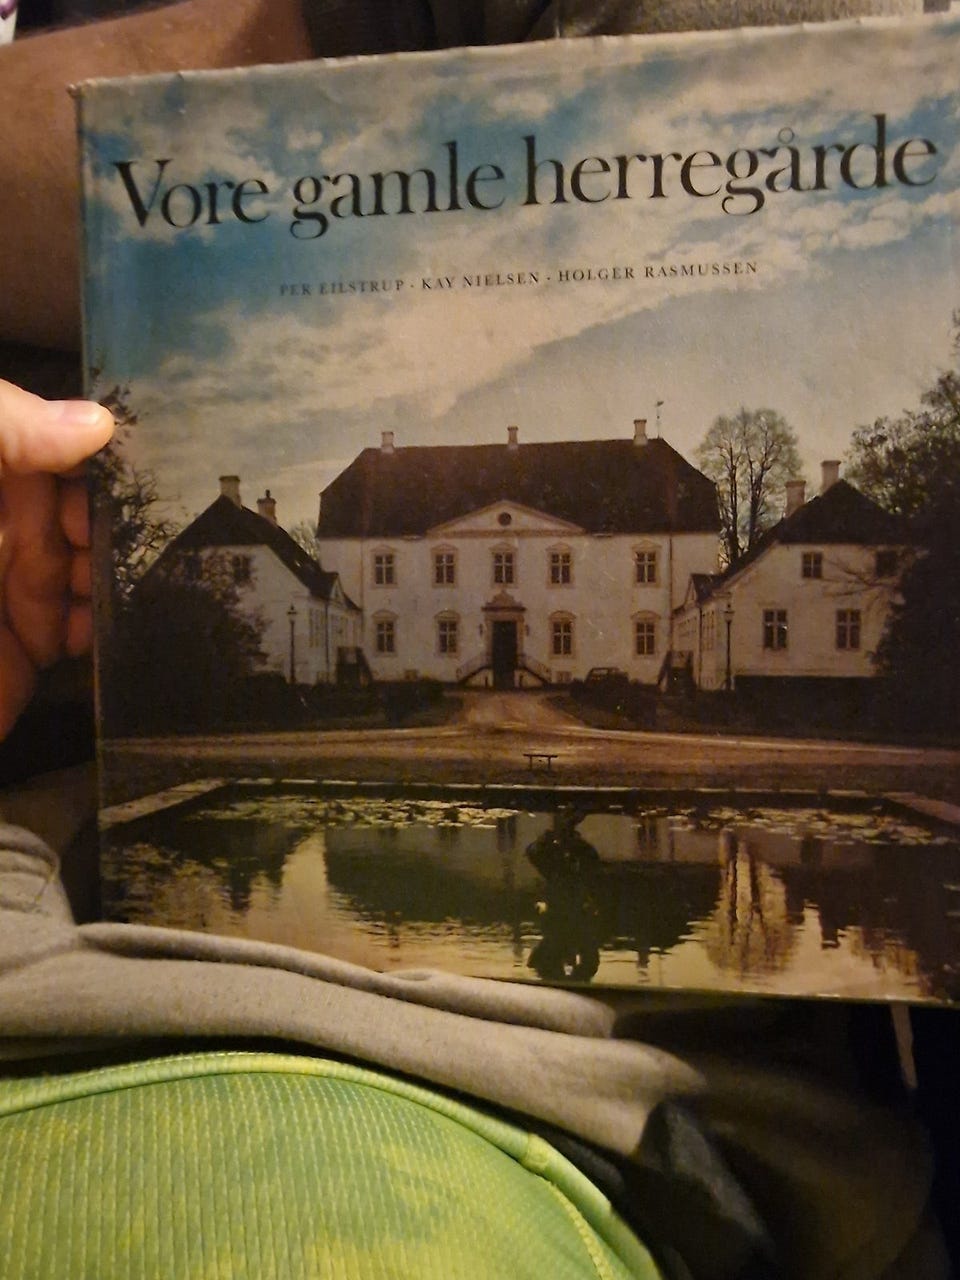 Vore gamle herregårde
PER EILSTRUP · KAY NIELSEN · HOLGER RASMUSSEN